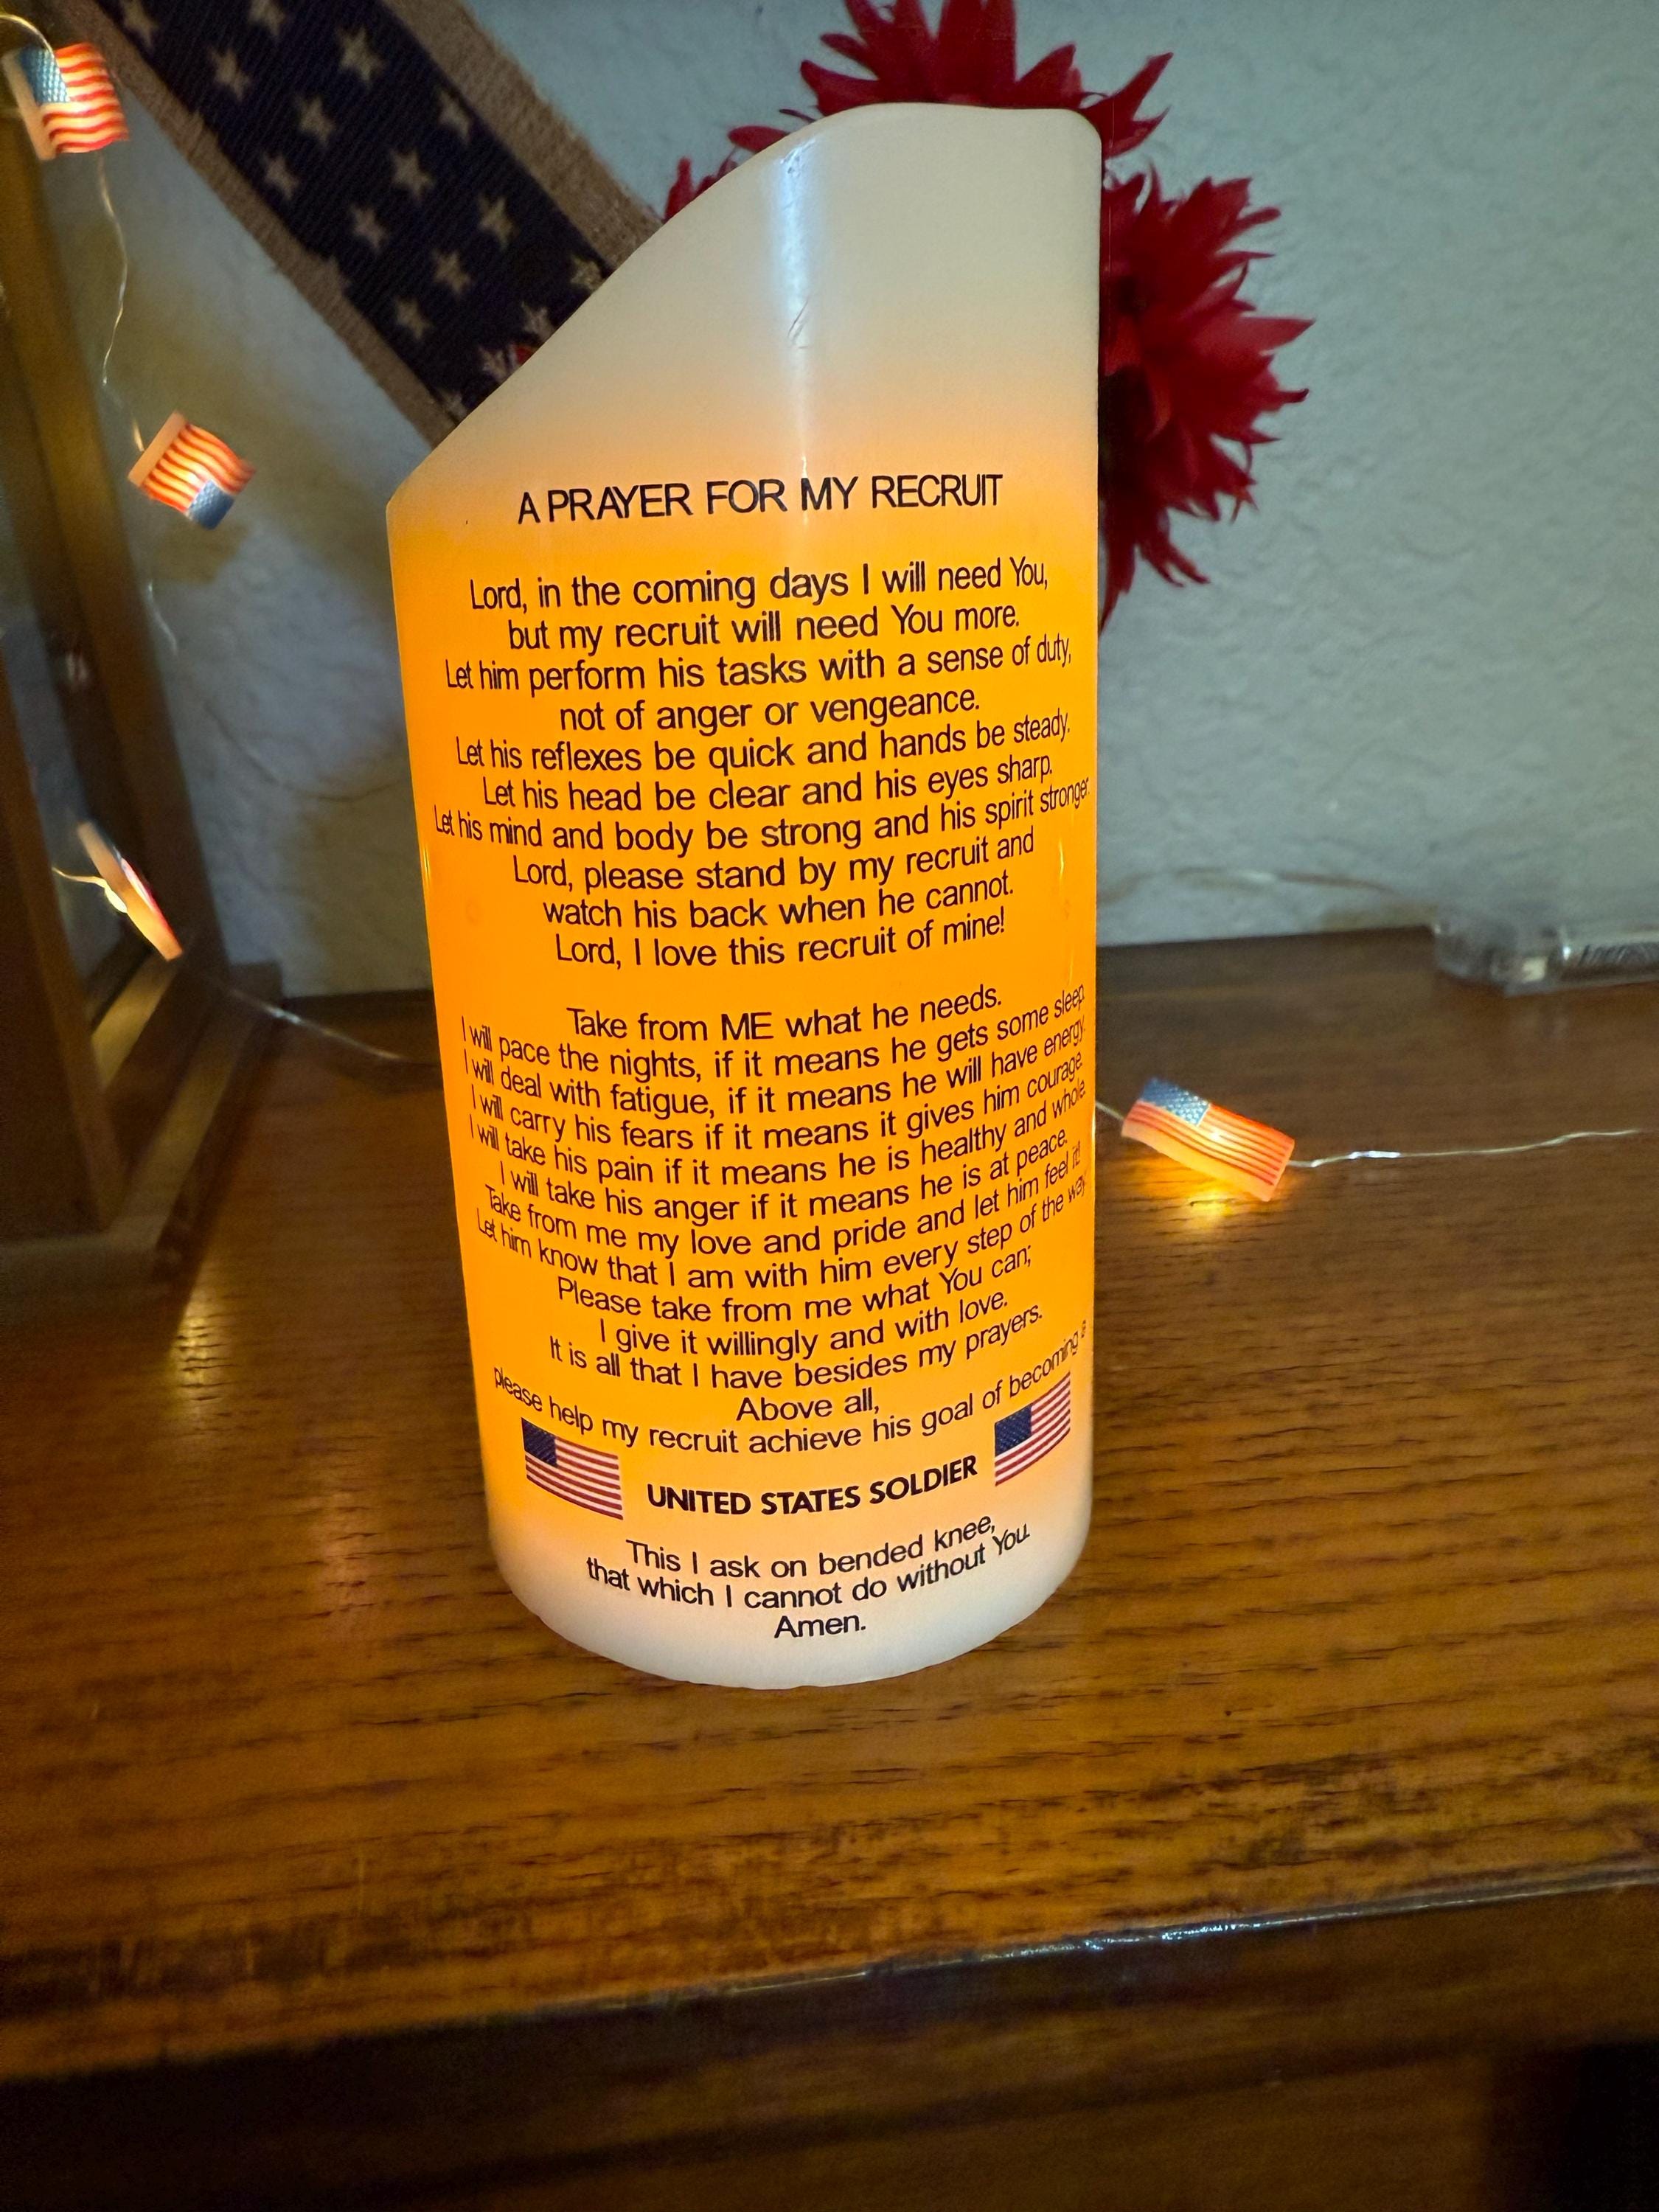 A PRAYER FOR MY RECRUIT
Lord, in the coming days I will need You,
but my recruit will need You more.
Let him perform his tasks with a sense of duty,
not of anger or vengeance.
Let his reflexes be quick and hands be steady.
Let his head be clear and his eyes sharp.
Let his mind and body be strong and his spirit stronger.
Lord, please stand by my recruit and
watch his back when he cannot.
Lord, I love this recruit of mine!
Take from ME what he needs.
I will pace the nights, if it means he gets some sleep.
I will deal with fatigue, if it means he will have energy.
I will carry his fears if it means it gives him courage.
I will take his pain if it means he is healthy and whole.
I will take his anger if it means he is at peace.
Take from me my love and pride and let him feel it!
Let him know that I am with him every step of the way.
Please take from me what You can;
I give it willingly and with love.
It is all that I have besides my prayers.
Above all,
please help my recruit achieve his goal of becoming a
UNITED STATES SOLDIER
This I ask on bended knee,
that which I cannot do without You.
Amen.